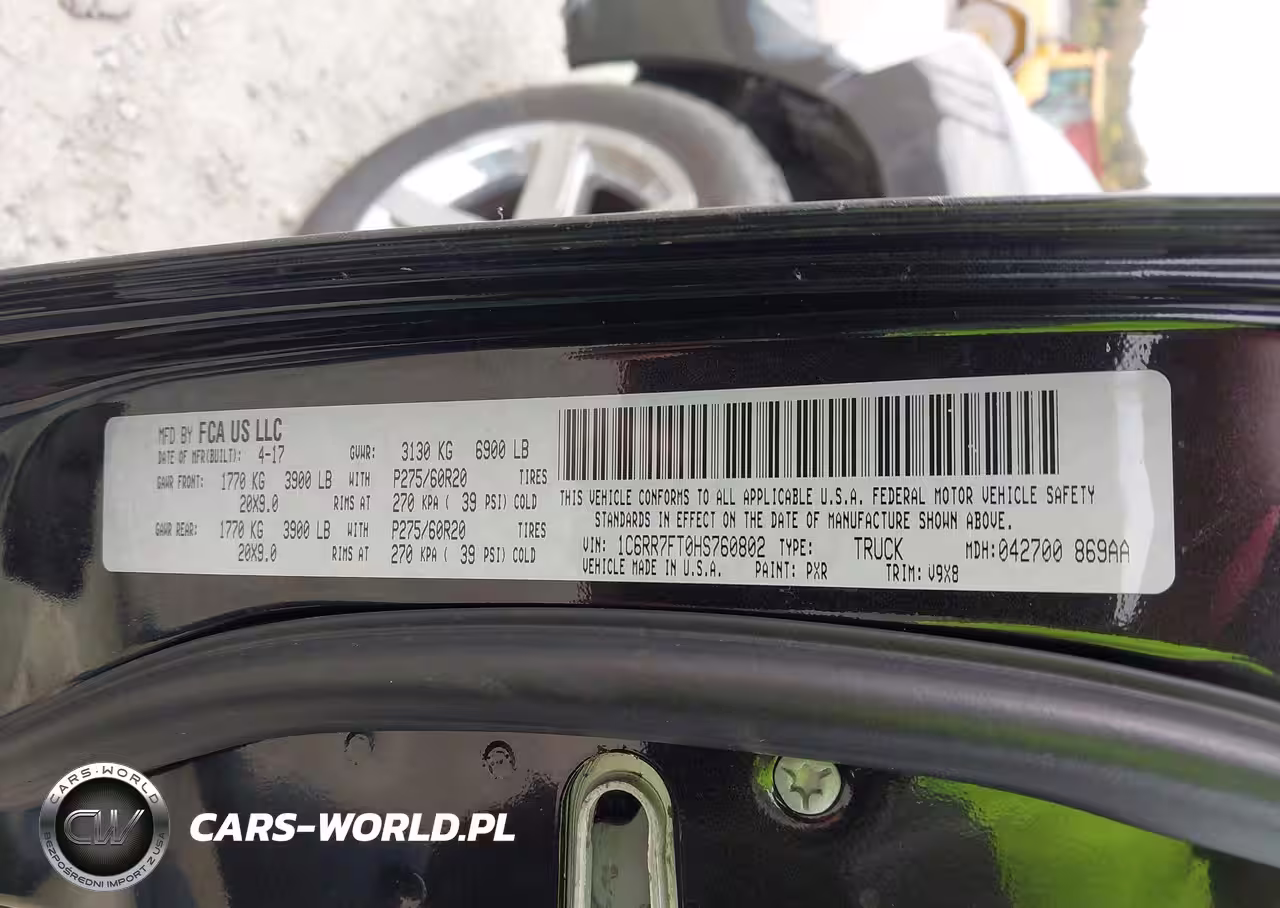 MFD BY FCA US LLC
DATE OF MFR(BUILT): 4-17 GVWR: 3130 KG 6900 LB
GAWR FRONT: 1770 KG 3900 LB WITH P275/60R20 TIRES
20X9.0 RIMS AT 270 KPA ( 39 PSI) COLD
GAWR REAR: 1770 KG 3900 LB WITH P275/60R20 TIRES
20X9.0 RIMS AT 270 KPA ( 39 PSI) COLD
THIS VEHICLE CONFORMS TO ALL APPLICABLE U.S.A. FEDERAL MOTOR VEHICLE SAFETY
STANDARDS IN EFFECT ON THE DATE OF MANUFACTURE SHOWN ABOVE.
VIN: 1C6RR7FT0HS760802 TYPE: TRUCK MDH:042700 869AA
VEHICLE MADE IN U.S.A. PAINT: PXR TRIM: V9X8
CARS-WORLD
CW
BEZPOŚREDNI IMPORT Z USA
CARS-WORLD.PL